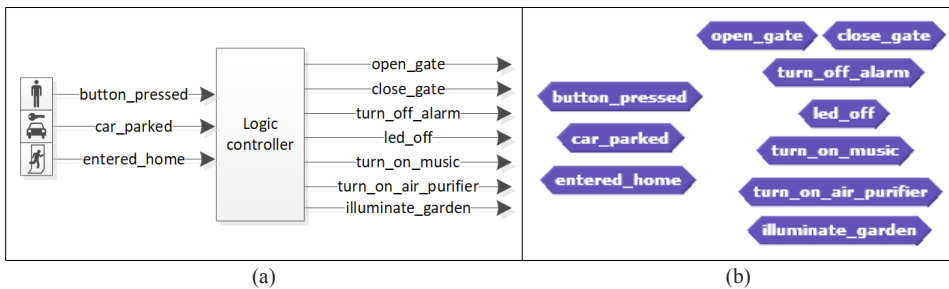 button_pressed
car_parked
entered_home
Logic
controller
open_gate
close_gate
turn_off_alarm
led_off
turn_on_music
turn_on_air_purifier
illuminate_garden
(a)
button_pressed
car_parked
entered_home
open_gate close_gate
turn_off_alarm
led_off
turn_on_music
turn_on_air_purifier
illuminate_garden
(b)